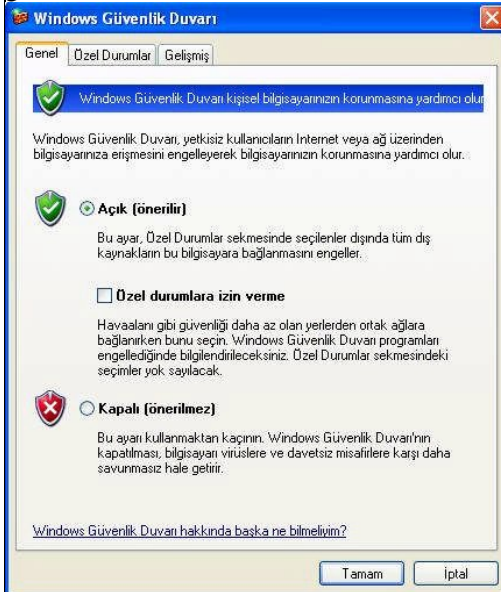 Windows Güvenlik Duvarı
Genel
Özel Durumlar
Gelişmiş
Windows Güvenlik Duvarı kişisel bilgisayarınızın korunmasına yardımcı olur
Windows Güvenlik Duvarı, yetkisiz kullanıcıların Internet veya ağ üzerinden
bilgisayarınıza erişmesini engelleyerek bilgisayarınızın korunmasına yardımcı olur.
Açık (önerilir)
Bu ayar, Özel Durumlar sekmesinde seçilenler dışında tüm dış
kaynakların bu bilgisayara bağlanmasını engeller.
Özel durumlara izin verme
Havaalanı gibi güvenliği daha az olan yerlerden ortak ağlara
bağlanırken bunu seçin. Windows Güvenlik Duvarı programları
engellediğinde bilgilendirileceksiniz. Özel Durumlar sekmesindeki
seçimler yok sayılacak.
Kapalı (önerilmez)
Bu ayarı kullanmaktan kaçının. Windows Güvenlik Duvarı'nın
kapatılması, bilgisayarı virüslere ve davetsiz misafirlere karşı daha
savunmasız hale getirir.
Windows Güvenlik Duvarı hakkında başka ne bilmeliyim?
Tamam
İptal